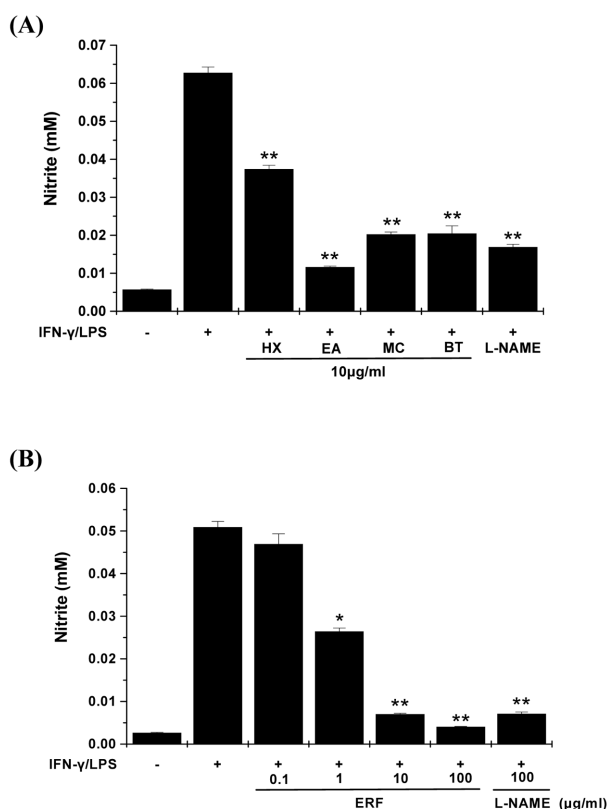 (A)
0.07
0.06
0.05
0.04
0.03
0.02
0.01
0.00
Nitrite (mM)
** ** ** ** **
IFN-γ/LPS - + + + + + +
HX EA MC BT L-NAME
10μg/ml
(B)
0.06
0.05
0.04
0.03
0.02
0.01
0.00
Nitrite (mM)
* ** ** **
IFN-γ/LPS - + + + + + +
0.1 1 10 100 100
ERF L-NAME (μg/ml)